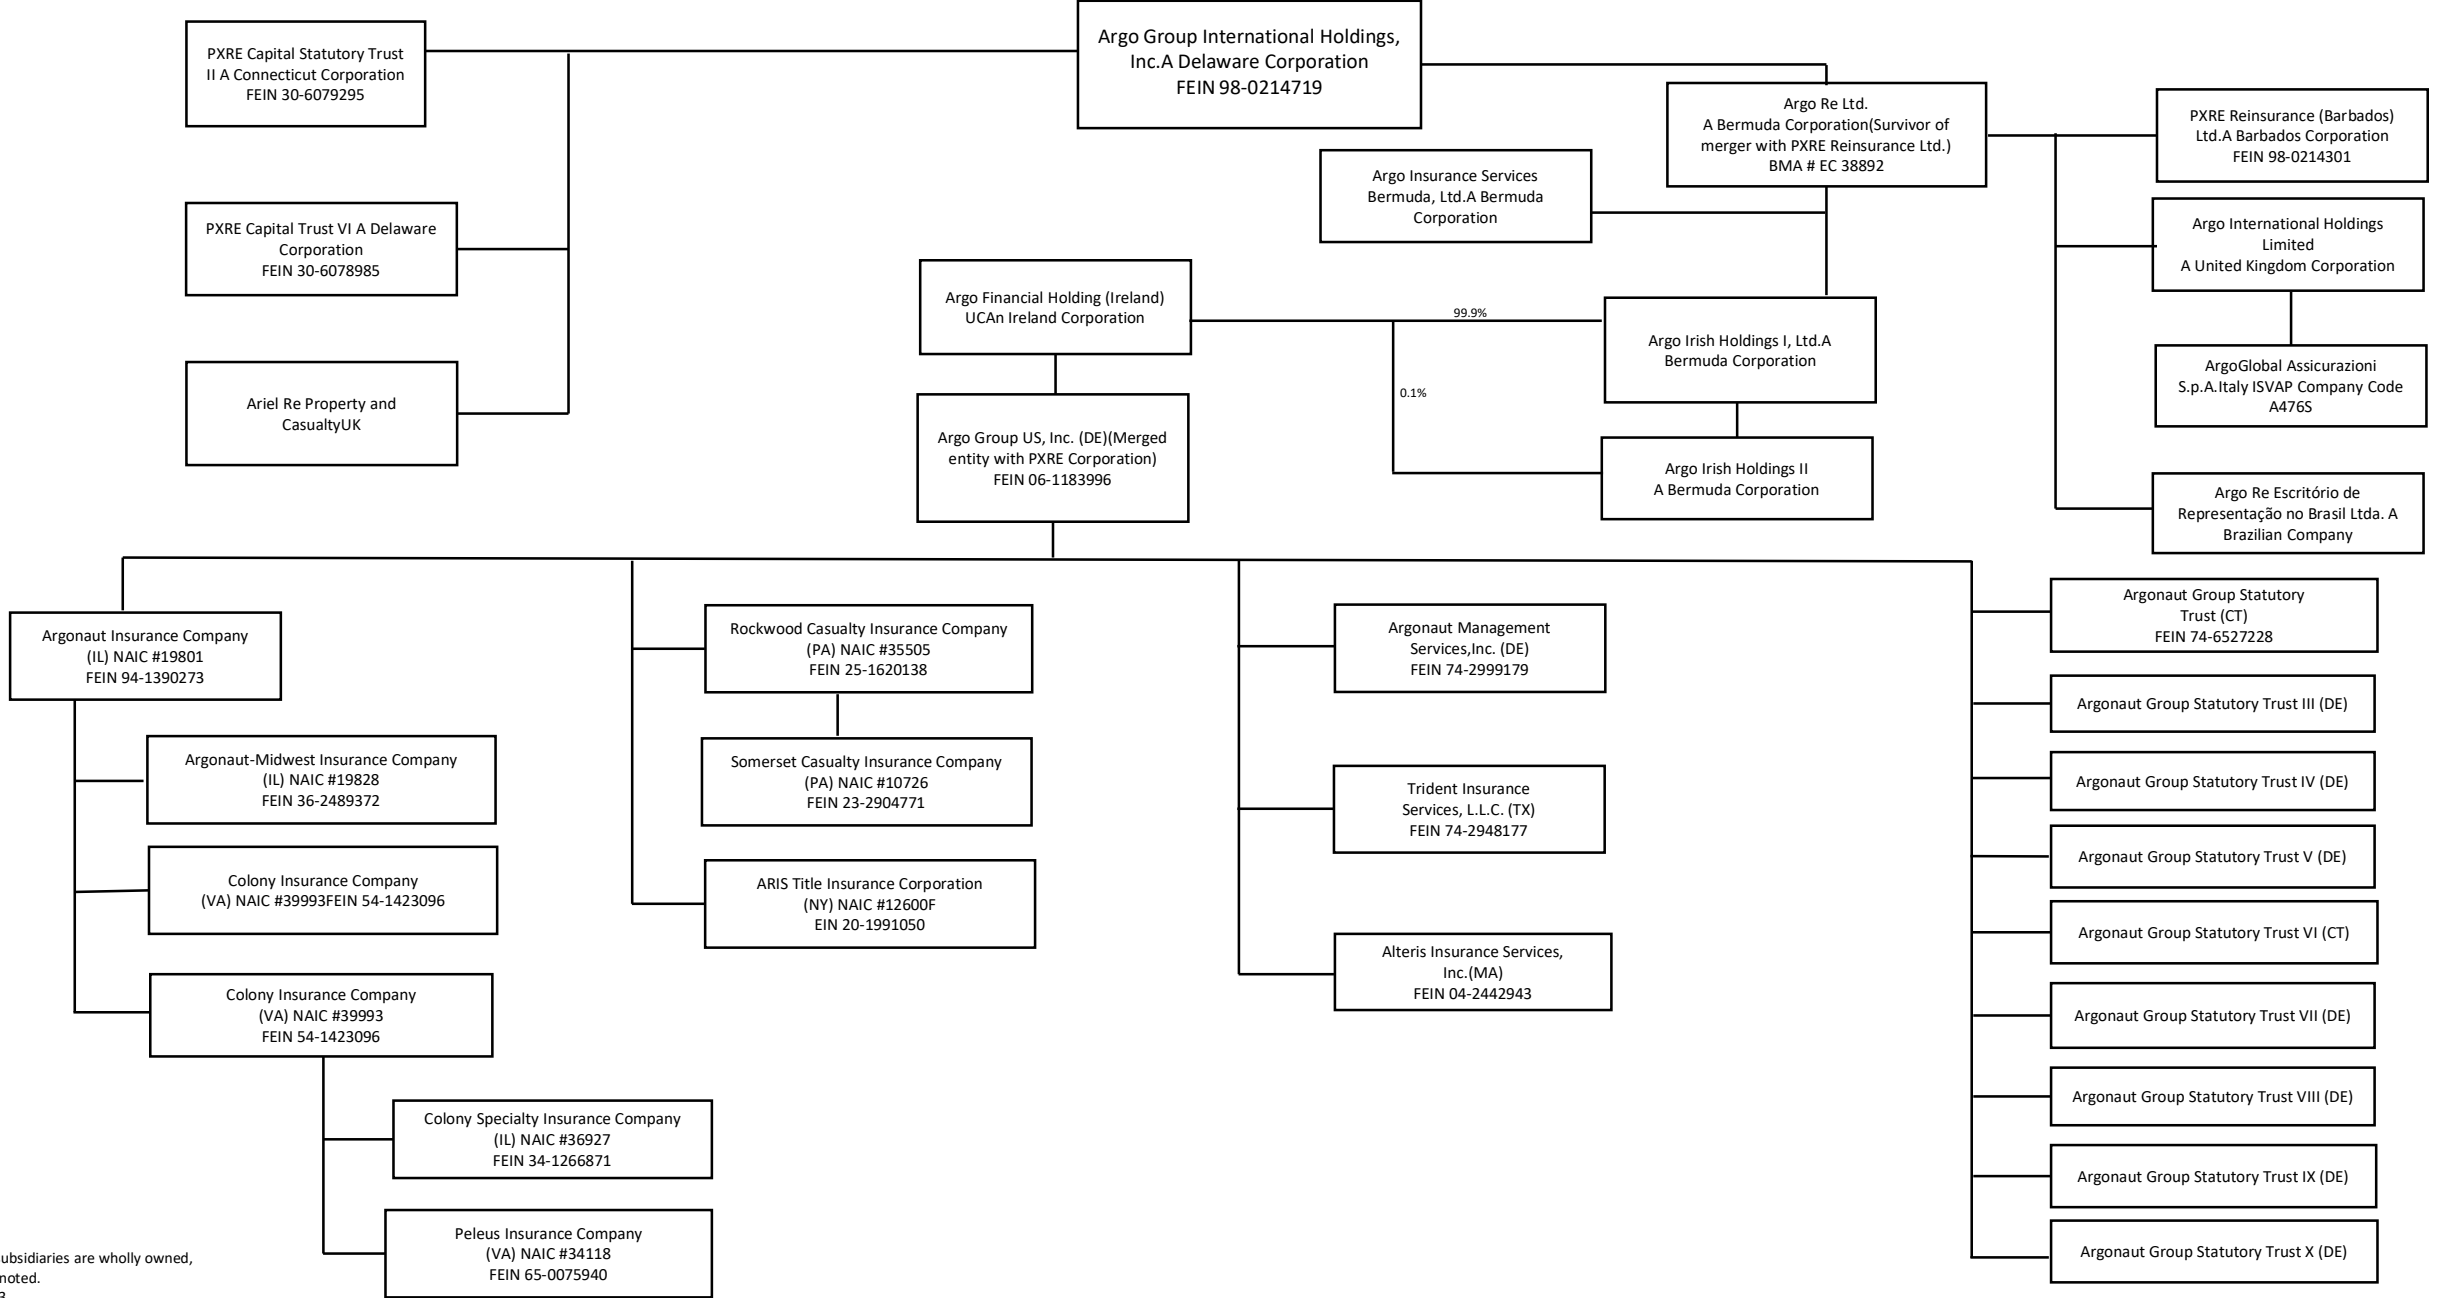 Argo Group International Holdings,
Inc.A Delaware Corporation
FEIN 98-0214719
PXRE Capital Statutory Trust
II A Connecticut Corporation
FEIN 30-6079295
Argo Re Ltd.
A Bermuda Corporation(Survivor of
merger with PXRE Reinsurance Ltd.)
BMA # EC 38892
PXRE Reinsurance (Barbados)
Ltd.A Barbados Corporation
FEIN 98-0214301
Argo Insurance Services
Bermuda, Ltd.A Bermuda
Corporation
PXRE Capital Trust VI A Delaware
Corporation
FEIN 30-6078985
Argo International Holdings
Limited
A United Kingdom Corporation
Argo Financial Holding (Ireland)
UCAn Ireland Corporation
99.9%
Argo Irish Holdings I, Ltd.A
Bermuda Corporation
ArgoGlobal Assicurazioni
S.p.A.Italy ISVAP Company Code
A476S
Ariel Re Property and
CasualtyUK
0.1%
Argo Group US, Inc. (DE)(Merged
entity with PXRE Corporation)
FEIN 06-1183996
Argo Irish Holdings II
A Bermuda Corporation
Argo Re Escritório de
Representação no Brasil Ltda. A
Brazilian Company
Argonaut Insurance Company
(IL) NAIC #19801
FEIN 94-1390273
Argonaut-Midwest Insurance Company
(IL) NAIC #19828
FEIN 36-2489372
Colony Insurance Company
(VA) NAIC #39993FEIN 54-1423096
Colony Insurance Company
(VA) NAIC #39993
FEIN 54-1423096
Colony Specialty Insurance Company
(IL) NAIC #36927
FEIN 34-1266871
Peleus Insurance Company
(VA) NAIC #34118
FEIN 65-0075940
Rockwood Casualty Insurance Company
(PA) NAIC #35505
FEIN 25-1620138
Somerset Casualty Insurance Company
(PA) NAIC #10726
FEIN 23-2904771
ARIS Title Insurance Corporation
(NY) NAIC #12600F
EIN 20-1991050
Argonaut Management
Services,Inc. (DE)
FEIN 74-2999179
Trident Insurance
Services, L.L.C. (TX)
FEIN 74-2948177
Alteris Insurance Services,
Inc.(MA)
FEIN 04-2442943
Argonaut Group Statutory
Trust (CT)
FEIN 74-6527228
Argonaut Group Statutory Trust III (DE)
Argonaut Group Statutory Trust IV (DE)
Argonaut Group Statutory Trust V (DE)
Argonaut Group Statutory Trust VI (CT)
Argonaut Group Statutory Trust VII (DE)
Argonaut Group Statutory Trust VIII (DE)
Argonaut Group Statutory Trust IX (DE)
Argonaut Group Statutory Trust X (DE)
ubsidiaries are wholly owned,
noted.